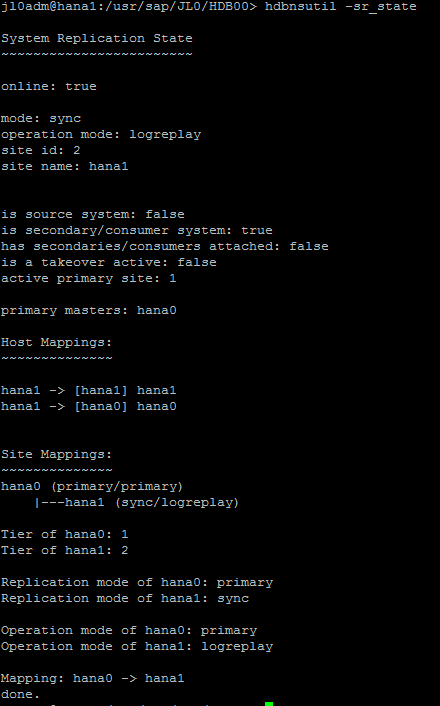 jl0adm@hana1:/usr/sap/JL0/HDB00> hdbnsutil -sr_state
System Replication State
~~~~~~~~~~~~~~~~~~~~~~~~
online: true
mode: sync
operation mode: logreplay
site id: 2
site name: hana1
is source system: false
is secondary/consumer system: true
has secondaries/consumers attached: false
is a takeover active: false
active primary site: 1
primary masters: hana0
Host Mappings:
~~~~~~~~~~~~~~
hana1 -> [hana1] hana1
hana1 -> [hana0] hana0
Site Mappings:
~~~~~~~~~~~~~~
hana0 (primary/primary)
    |---hana1 (sync/logreplay)
Tier of hana0: 1
Tier of hana1: 2
Replication mode of hana0: primary
Replication mode of hana1: sync
Operation mode of hana0: primary
Operation mode of hana1: logreplay
Mapping: hana0 -> hana1
done.